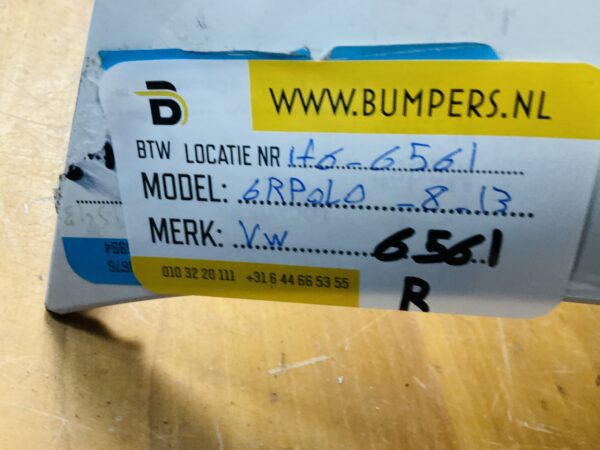 B
WWW.BUMPERS.NL
BTW LOCATIE NR 1f6-6561
MODEL: 6RPOLO - 8 - 13
MERK: VW 6561
010 32 20 111 +31 6 44 66 53 55
R